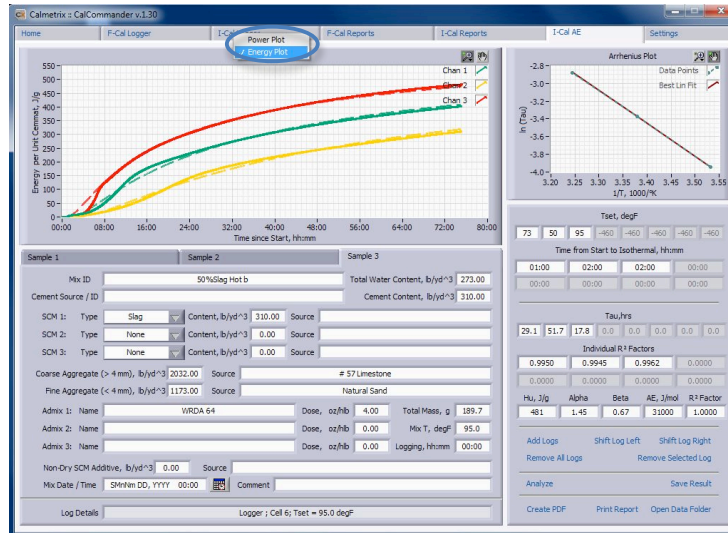 Calmetrix :: CalCommander v.1.30
Home F-Cal Logger F-Cal Reports I-Cal Reports I-Cal AE Settings
Power Plot
✓ Energy Plot
Chan 1
Chan 2
Chan 3
Energy per Unit Cemmat, J/g
550
500
450
400
350
300
250
200
150
100
50
0
00:00 08:00 16:00 24:00 32:00 40:00 48:00 56:00 64:00 72:00 80:00
Time since Start, hh:mm
Arrhenius Plot
Data Points
Best Lin Fit
ln (Tau)
-2.8
-3.0
-3.2
-3.4
-3.6
-3.8
-4.0
3.20 3.25 3.30 3.35 3.40 3.45 3.50 3.55
1/T, 1000/°K
Sample 1 Sample 2 Sample 3
Mix ID 50%Slag Hot b Total Water Content, lb/yd^3 273.00
Cement Source / ID Cement Content, lb/yd^3 310.00
SCM 1: Type Slag Content, lb/yd^3 310.00 Source
SCM 2: Type None Content, lb/yd^3 0.00 Source
SCM 3: Type None Content, lb/yd^3 0.00 Source
Coarse Aggregate (> 4 mm), lb/yd^3 2032.00 Source # 57 Limestone
Fine Aggregate (< 4 mm), lb/yd^3 1173.00 Source Natural Sand
Admix 1: Name WRDA 64 Dose, oz/hlb 4.00 Total Mass, g 189.7
Admix 2: Name Dose, oz/hlb 0.00 Mix T, degF 95.0
Admix 3: Name Dose, oz/hlb 0.00 Logging, hh:mm 00:00
Non-Dry SCM Additive, lb/yd^3 0.00 Source
Mix Date / Time SMnNm DD, YYYY 00:00 Comment
Log Details Logger ; Cell 6; Tset = 95.0 degF
Tset, degF
73 50 95 -460 -460 -460 -460 -460
Time from Start to Isothermal, hh:mm
01:00 02:00 02:00 00:00
00:00 00:00 00:00 00:00
Tau,hrs
29.1 51.7 17.8 0.0 0.0 0.0 0.0 0.0
Individual R² Factors
0.9950 0.9945 0.9962 0.0000
0.0000 0.0000 0.0000 0.0000
Hu, J/g Alpha Beta AE, J/mol R² Factor
481 1.45 0.67 31000 1.0000
Add Logs Shift Log Left Shilft Log Right
Remove All Logs Remove Selected Log
Analyze Save Result
Create PDF Print Report Open Data Folder